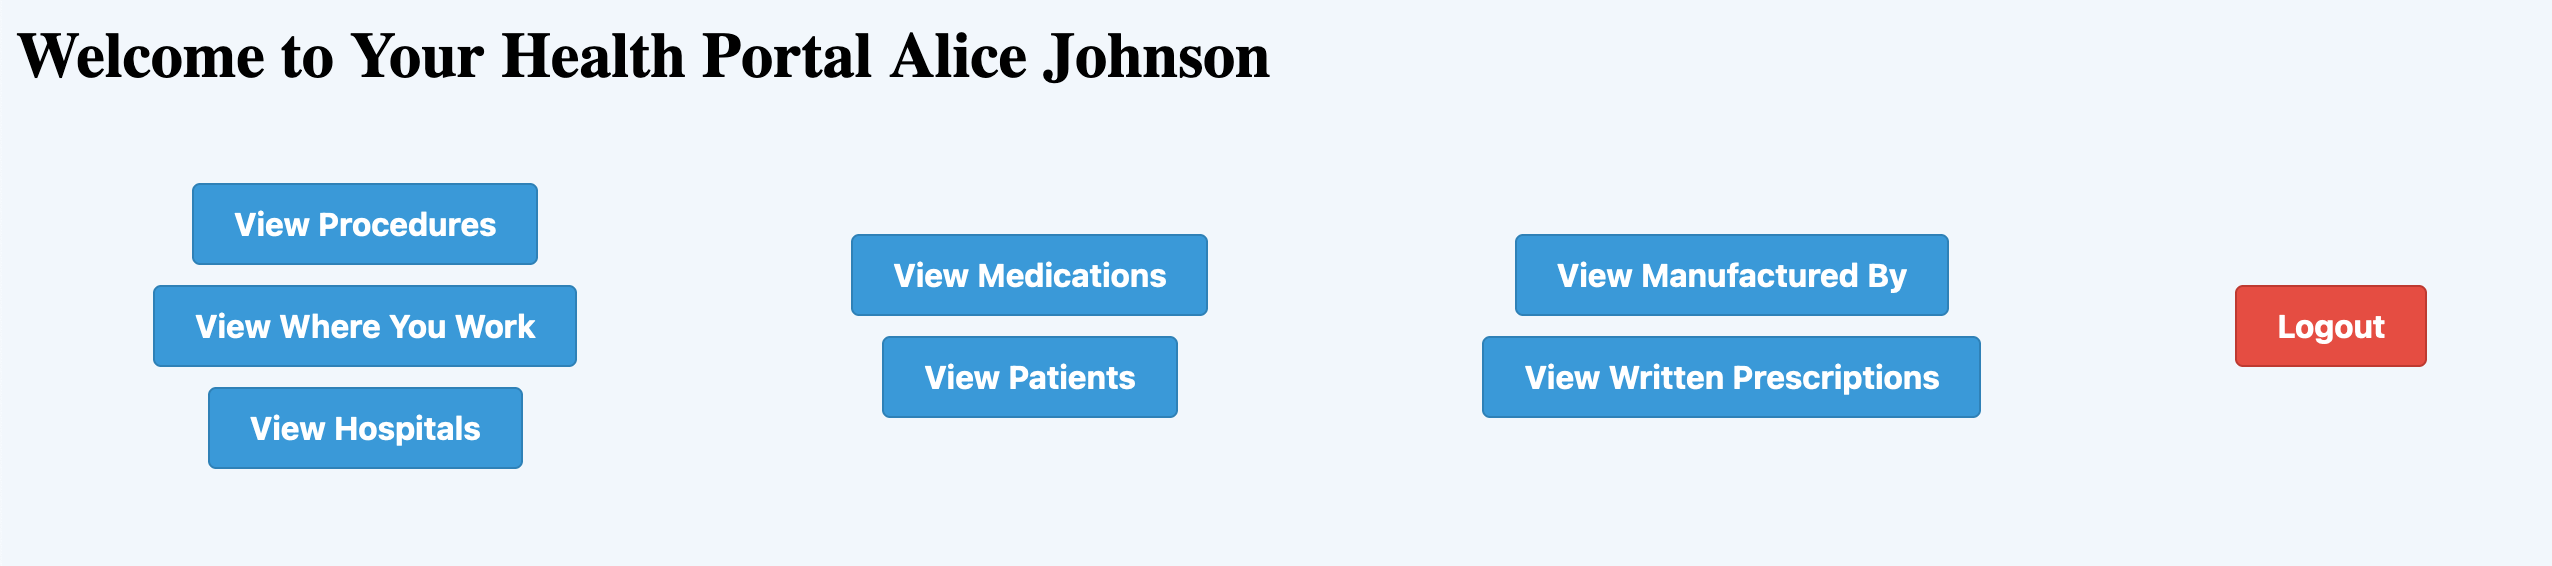 Welcome to Your Health Portal Alice Johnson
View Procedures
View Where You Work
View Hospitals
View Medications
View Patients
View Manufactured By
View Written Prescriptions
Logout